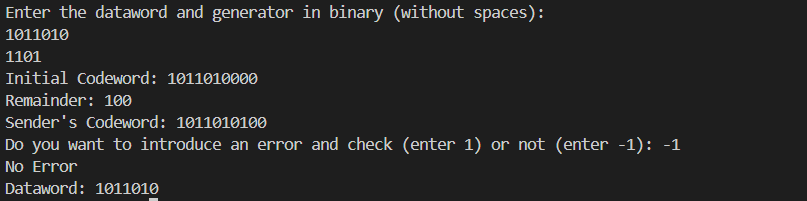 Enter the dataword and generator in binary (without spaces):
1011010
1101
Initial Codeword: 1011010000
Remainder: 100
Sender's Codeword: 1011010100
Do you want to introduce an error and check (enter 1) or not (enter -1): -1
No Error
Dataword: 1011010